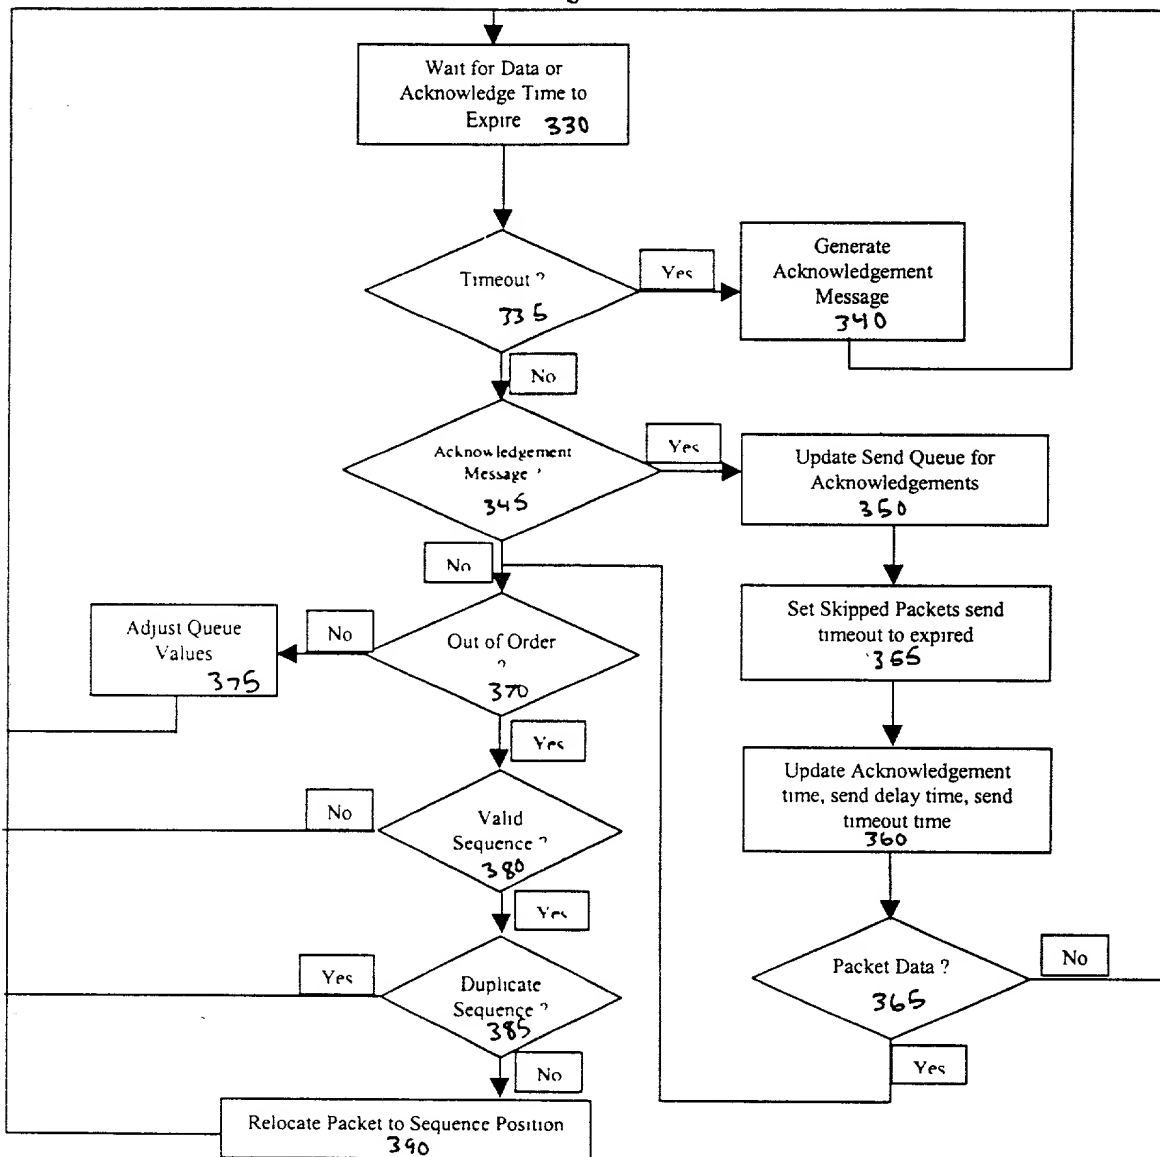 Wait for Data or
Acknowledge Time to
Expire 330
Timeout ?
335
Yes
Generate
Acknowledgement
Message
340
No
Acknowledgement
Message ?
345
Yes
Update Send Queue for
Acknowledgements
350
No
Set Skipped Packets send
timeout to expired
355
Adjust Queue
Values
375
No
Out of Order
?
370
Yes
Update Acknowledgement
time, send delay time, send
timeout time
360
No
Valid
Sequence ?
380
Yes
Packet Data ?
365
No
Yes
Duplicate
Sequence ?
385
No
Yes
Relocate Packet to Sequence Position
390